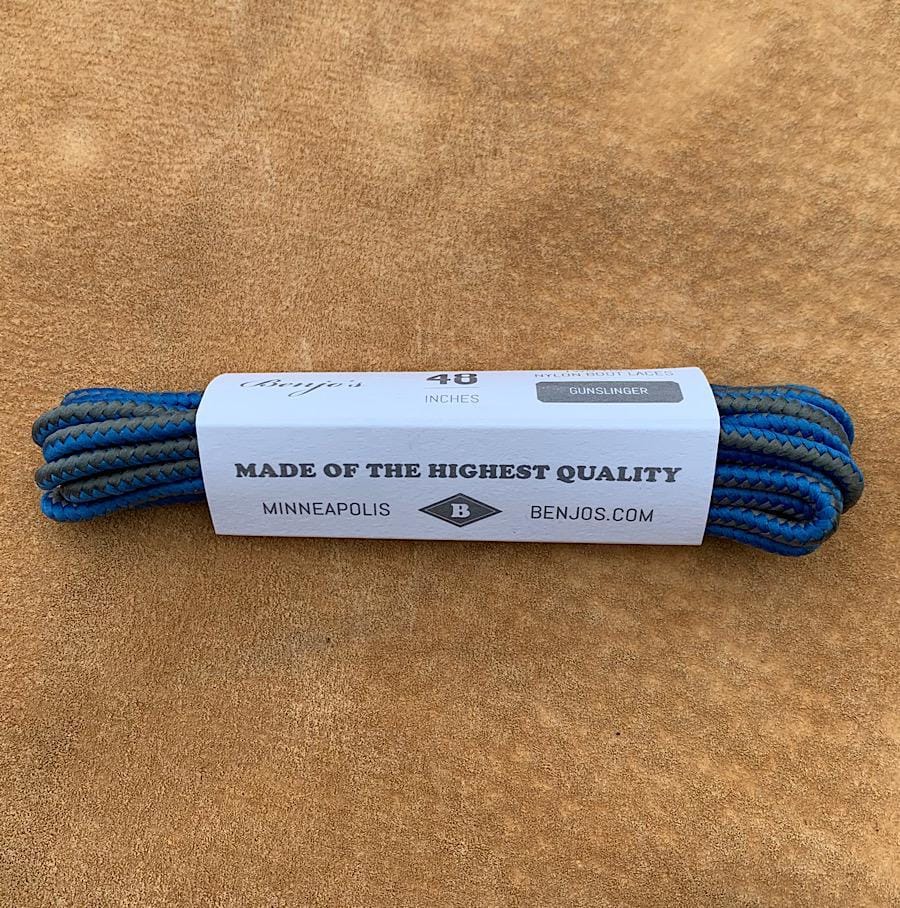 Benjo's
48
INCHES
NYLON BOOT LACES
GUNSLINGER
MADE OF THE HIGHEST QUALITY
MINNEAPOLIS B BENJOS.COM